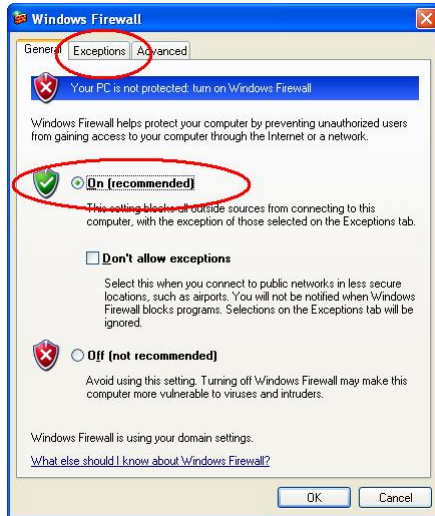 Windows Firewall
General Exceptions Advanced
Your PC is not protected: turn on Windows Firewall
Windows Firewall helps protect your computer by preventing unauthorized users
from gaining access to your computer through the Internet or a network.
On (recommended)
This setting blocks all outside sources from connecting to this
computer, with the exception of those selected on the Exceptions tab.
Don't allow exceptions
Select this when you connect to public networks in less secure
locations, such as airports. You will not be notified when Windows
Firewall blocks programs. Selections on the Exceptions tab will be
ignored.
Off (not recommended)
Avoid using this setting. Turning off Windows Firewall may make this
computer more vulnerable to viruses and intruders.
Windows Firewall is using your domain settings.
What else should I know about Windows Firewall?
OK Cancel